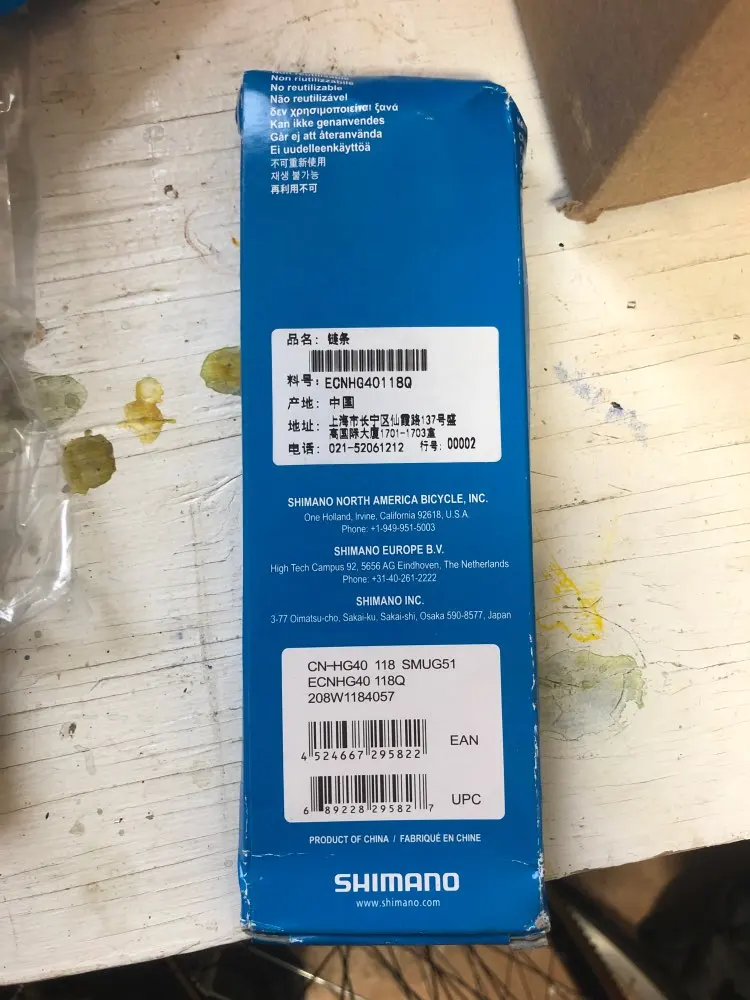 Non riutilizzabile
No reutilizable
Não reutilizável
δεν χρησιμοποιείται ξανά
Kan ikke genanvendes
Går ej att återanvända
Ei uudelleenkäyttöä
不可重新使用
재생 불가능
再利用不可
品名: 链条
料号: ECNHG40118Q
产地: 中国
地址: 上海市长宁区仙霞路137号盛
高国际大厦1701-1703室
电话: 021-52061212 行号: 00002
SHIMANO NORTH AMERICA BICYCLE, INC.
One Holland, Irvine, California 92618, U.S.A.
Phone: +1-949-951-5003
SHIMANO EUROPE B.V.
High Tech Campus 92, 5656 AG Eindhoven, The Netherlands
Phone: +31-40-261-2222
SHIMANO INC.
3-77 Oimatsu-cho, Sakai-ku, Sakai-shi, Osaka 590-8577, Japan
CN-HG40 118 SMUG51
ECNHG40 118Q
208W1184057
4 524667 295822
EAN
6 89228 29582 7
UPC
PRODUCT OF CHINA / FABRIQUÉ EN CHINE
SHIMANO
www.shimano.com